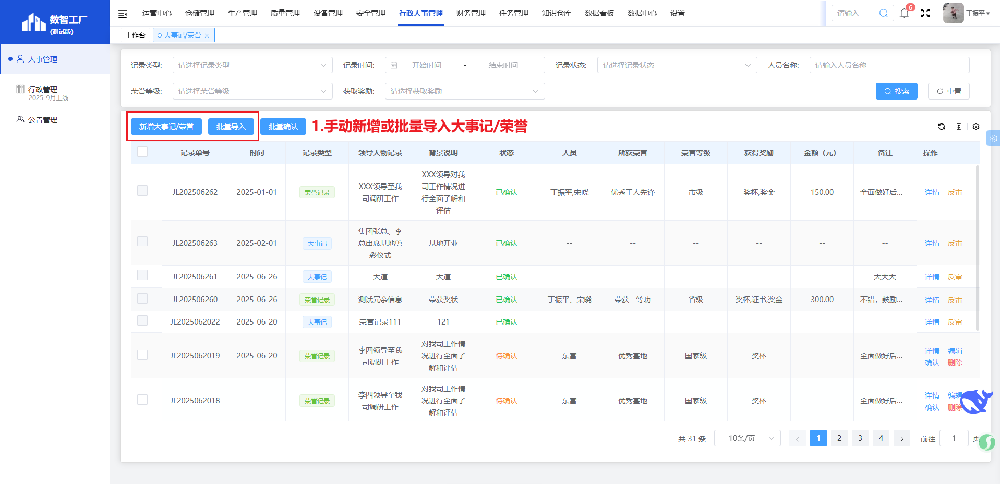 数智工厂
(测试版)
运营中心 仓储管理 生产管理 质量管理 设备管理 安全管理 行政人事管理 财务管理 任务管理 知识仓库 数据看板 数据中心 设置
请输入
6
丁振平
工作台 大事记/荣誉
人事管理
行政管理
2025-9月上线
公告管理
记录类型: 请选择记录类型 记录时间: 开始时间 - 结束时间 记录状态: 请选择记录状态 人员名称: 请输入人员名称
荣誉等级: 请选择荣誉等级 获取奖励: 请选择获取奖励 搜索 重置
新增大事记/荣誉 批量导入 批量确认 1.手动新增或批量导入大事记/荣誉
记录单号 时间 记录类型 领导人物记录 背景说明 状态 人员 所获荣誉 荣誉等级 获得奖励 金额（元） 备注 操作
JL202506262 2025-01-01 荣誉记录 XXX领导至我司调研工作 XXX领导对我司工作情况进行全面了解和评估 已确认 丁振平,宋晓 优秀工人先锋 市级 奖杯,奖金 150.00 全面做好后... 详情 反审
JL202506263 2025-02-01 大事记 集团张总、李总出席基地剪彩仪式 基地开业 已确认 -- -- -- -- -- -- 详情 反审
JL202506261 2025-06-26 大事记 大道 大道 已确认 -- -- -- -- -- 大大大 详情 反审
JL202506260 2025-06-26 荣誉记录 测试冗余信息 荣获奖状 已确认 丁振平、宋晓 荣获二等功 省级 奖杯,证书,奖金 300.00 不错，鼓励... 详情 反审
JL2025062022 2025-06-20 大事记 荣誉记录111 121 已确认 -- -- -- -- -- -- 详情 反审
JL2025062019 2025-06-20 荣誉记录 李四领导至我司调研工作 对我司工作情况进行全面了解和评估 待确认 东富 优秀基地 国家级 奖杯 -- 全面做好后... 详情 编辑 确认 删除
JL2025062018 -- 荣誉记录 李四领导至我司调研工作 对我司工作情况进行全面了解和评估 待确认 东富 优秀基地 国家级 奖杯 -- 全面做好后... 详情 编辑 确认 删除
共 31 条 10条/页 1 2 3 4 前往 1 页